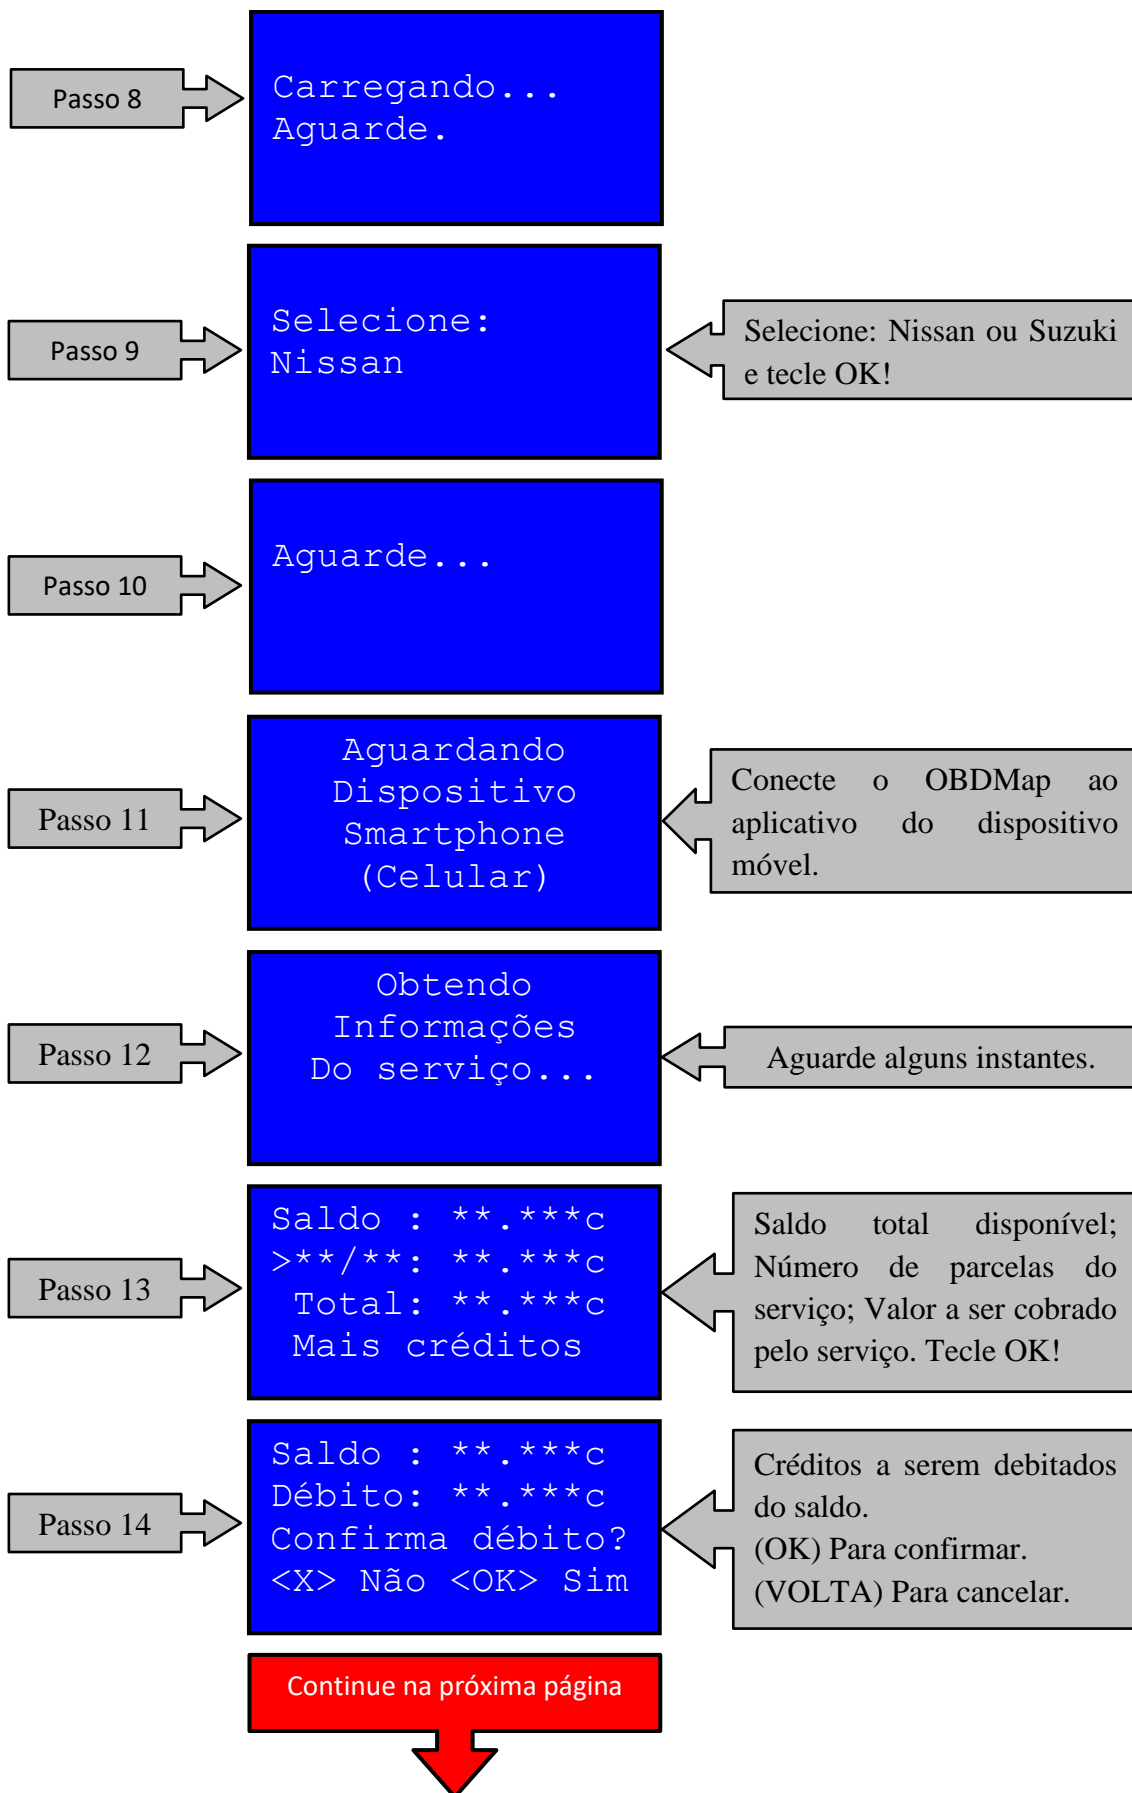 Passo 8
Carregando...
Aguarde.
Passo 9
Selecione:
Nissan
Selecione: Nissan ou Suzuki
e tecle OK!
Passo 10
Aguarde...
Passo 11
Aguardando
Dispositivo
Smartphone
(Celular)
Conecte o OBDMap ao
aplicativo do dispositivo
móvel.
Passo 12
Obtendo
Informações
Do serviço...
Aguarde alguns instantes.
Passo 13
Saldo : **.***c
>**/**: **.***c
Total: **.***c
Mais créditos
Saldo total disponível;
Número de parcelas do
serviço; Valor a ser cobrado
pelo serviço. Tecle OK!
Passo 14
Saldo : **.***c
Débito: **.***c
Confirma débito?
<X> Não <OK> Sim
Créditos a serem debitados
do saldo.
(OK) Para confirmar.
(VOLTA) Para cancelar.
Continue na próxima página